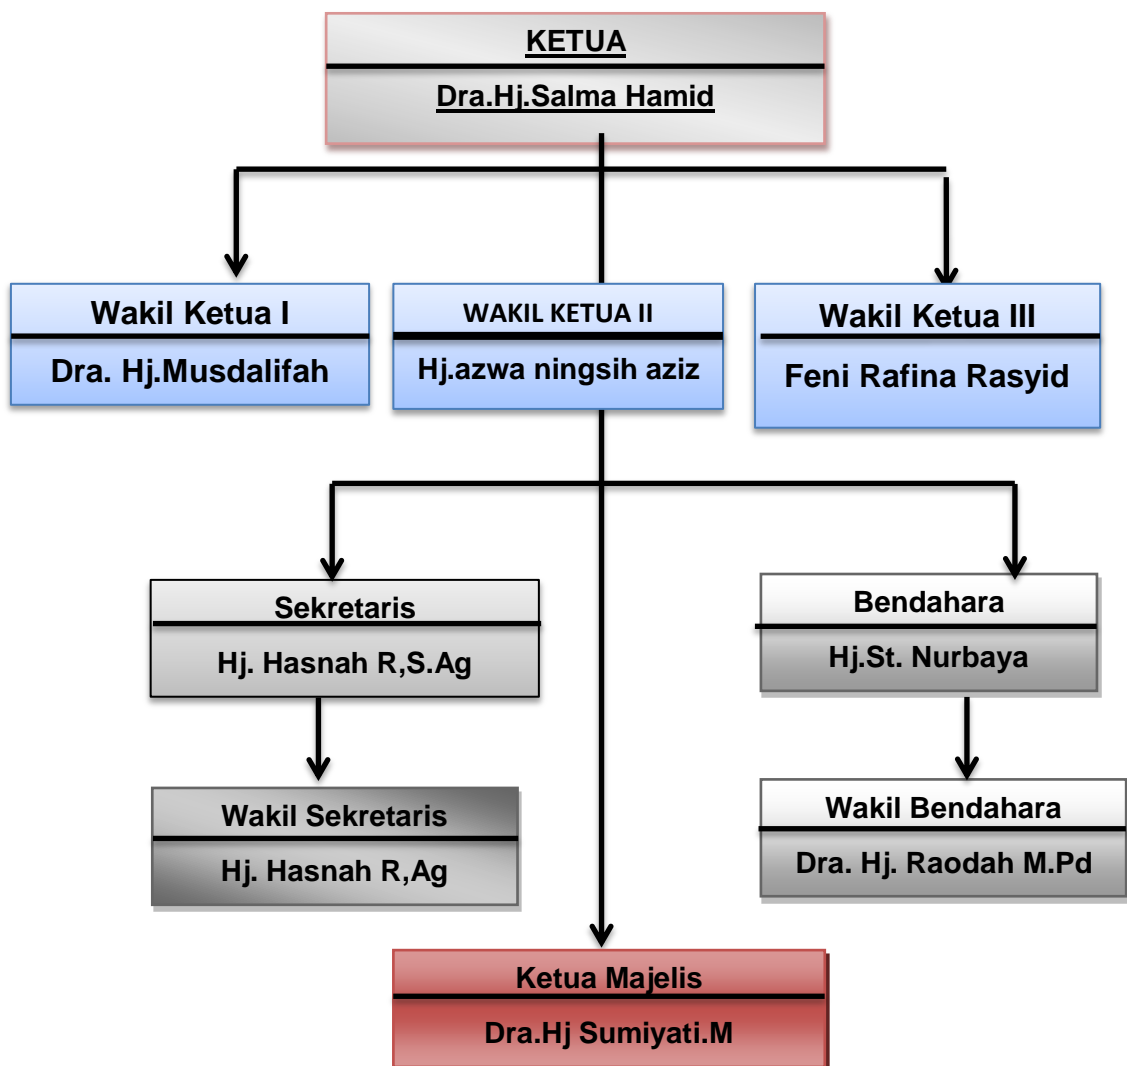 KETUA
Dra.Hj.Salma Hamid
Wakil Ketua I
Dra. Hj.Musdalifah
WAKIL KETUA II
Hj.azwa ningsih aziz
Wakil Ketua III
Feni Rafina Rasyid
Sekretaris
Hj. Hasnah R,S.Ag
Bendahara
Hj.St. Nurbaya
Wakil Sekretaris
Hj. Hasnah R,Ag
Wakil Bendahara
Dra. Hj. Raodah M.Pd
Ketua Majelis
Dra.Hj Sumiyati.M